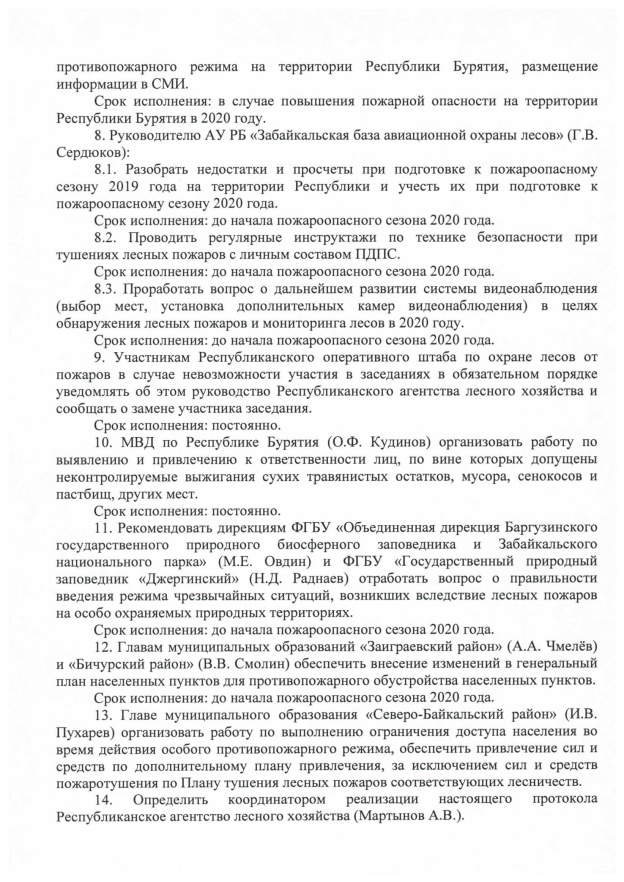 противопожарного режима на территории Республики Бурятия, размещение
информации в СМИ.
Срок исполнения: в случае повышения пожарной опасности на территории
Республики Бурятия в 2020 году.
8. Руководителю АУ РБ «Забайкальская база авиационной охраны лесов» (Г.В.
Сердюков):
8.1. Разобрать недостатки и просчеты при подготовке к пожароопасному
сезону 2019 года на территории Республики и учесть их при подготовке к
пожароопасному сезону 2020 года.
Срок исполнения: до начала пожароопасного сезона 2020 года.
8.2. Проводить регулярные инструктажи по технике безопасности при
тушениях лесных пожаров с личным составом ПДПС.
Срок исполнения: до начала пожароопасного сезона 2020 года.
8.3. Проработать вопрос о дальнейшем развитии системы видеонаблюдения
(выбор мест, установка дополнительных камер видеонаблюдения) в целях
обнаружения лесных пожаров и мониторинга лесов в 2020 году.
Срок исполнения: до начала пожароопасного сезона 2020 года.
9. Участникам Республиканского оперативного штаба по охране лесов от
пожаров в случае невозможности участия в заседаниях в обязательном порядке
уведомлять об этом руководство Республиканского агентства лесного хозяйства и
сообщать о замене участника заседания.
Срок исполнения: постоянно.
10. МВД по Республике Бурятия (О.Ф. Кудинов) организовать работу по
выявлению и привлечению к ответственности лиц, по вине которых допущены
неконтролируемые выжигания сухих травянистых остатков, мусора, сенокосов и
пастбищ, других мест.
Срок исполнения: постоянно.
11. Рекомендовать дирекциям ФГБУ «Объединенная дирекция Баргузинского
государственного природного биосферного заповедника и Забайкальского
национального парка» (М.Е. Овдин) и ФГБУ «Государственный природный
заповедник «Джергинский» (Н.Д. Раднаев) отработать вопрос о правильности
введения режима чрезвычайных ситуаций, возникших вследствие лесных пожаров
на особо охраняемых природных территориях.
Срок исполнения: до начала пожароопасного сезона 2020 года.
12. Главам муниципальных образований «Заиграевский район» (А.А. Чмелёв)
и «Бичурский район» (В.В. Смолин) обеспечить внесение изменений в генеральный
план населенных пунктов для противопожарного обустройства населенных пунктов.
Срок исполнения: до начала пожароопасного сезона 2020 года.
13. Главе муниципального образования «Северо-Байкальский район» (И.В.
Пухарев) организовать работу по выполнению ограничения доступа населения во
время действия особого противопожарного режима, обеспечить привлечение сил и
средств по дополнительному плану привлечения, за исключением сил и средств
пожаротушения по Плану тушения лесных пожаров соответствующих лесничеств.
14. Определить координатором реализации настоящего протокола
Республиканское агентство лесного хозяйства (Мартынов А.В.).